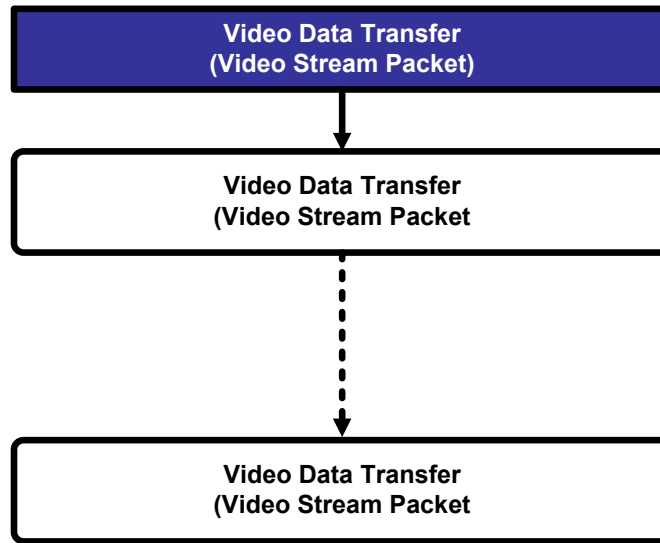 Video Data Transfer
(Video Stream Packet)
Video Data Transfer
(Video Stream Packet
Video Data Transfer
(Video Stream Packet